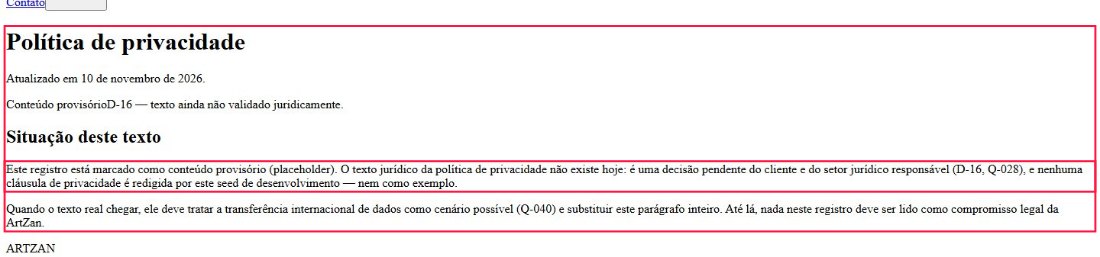 Contato
Política de privacidade
Atualizado em 10 de novembro de 2026.
Conteúdo provisórioD-16 — texto ainda não validado juridicamente.
Situação deste texto
Este registro está marcado como conteúdo provisório (placeholder). O texto jurídico da política de privacidade não existe hoje: é uma decisão pendente do cliente e do setor jurídico responsável (D-16, Q-028), e nenhuma
cláusula de privacidade é redigida por este seed de desenvolvimento — nem como exemplo.
Quando o texto real chegar, ele deve tratar a transferência internacional de dados como cenário possível (Q-040) e substituir este parágrafo inteiro. Até lá, nada neste registro deve ser lido como compromisso legal da
ArtZan.
ARTZAN